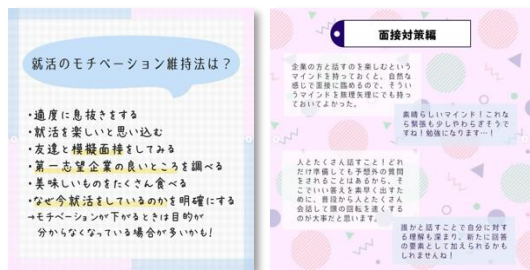 就活のモチベーション維持法は?
・適度に息抜きをする
・就活を楽しいと思い込む
・友達と模擬面接をしてみる
・第一志望企業の良いところを調べる
・美味しいものをたくさん食べる
・なぜ今就活をしているのかを明確にする
→モチベーションが下がるときは目的が
分からなくなっている場合が多いかも!
面接対策編
企業の方と話すのを楽しむという
マインドを持っておくと、自然な
感じで面接に臨めるので、そうい
うマインドを無理矢理にでも持っ
ておいてよかった。
素晴らしいマインド!これな
ら緊張も少しやわらぎそうで
すね!勉強になります…!
人とたくさん話すこと!どれ
だけ準備しても予想外の質問
をされることはあるから、そ
こでいい答えを素早く出すた
めに、普段から人とたくさん
会話して頭の回転を速くする
のが大事だと思います。
誰かと話すことで自分に対す
る理解も深まり、新たに回答
の要素として加えられるかも
しれませんね!